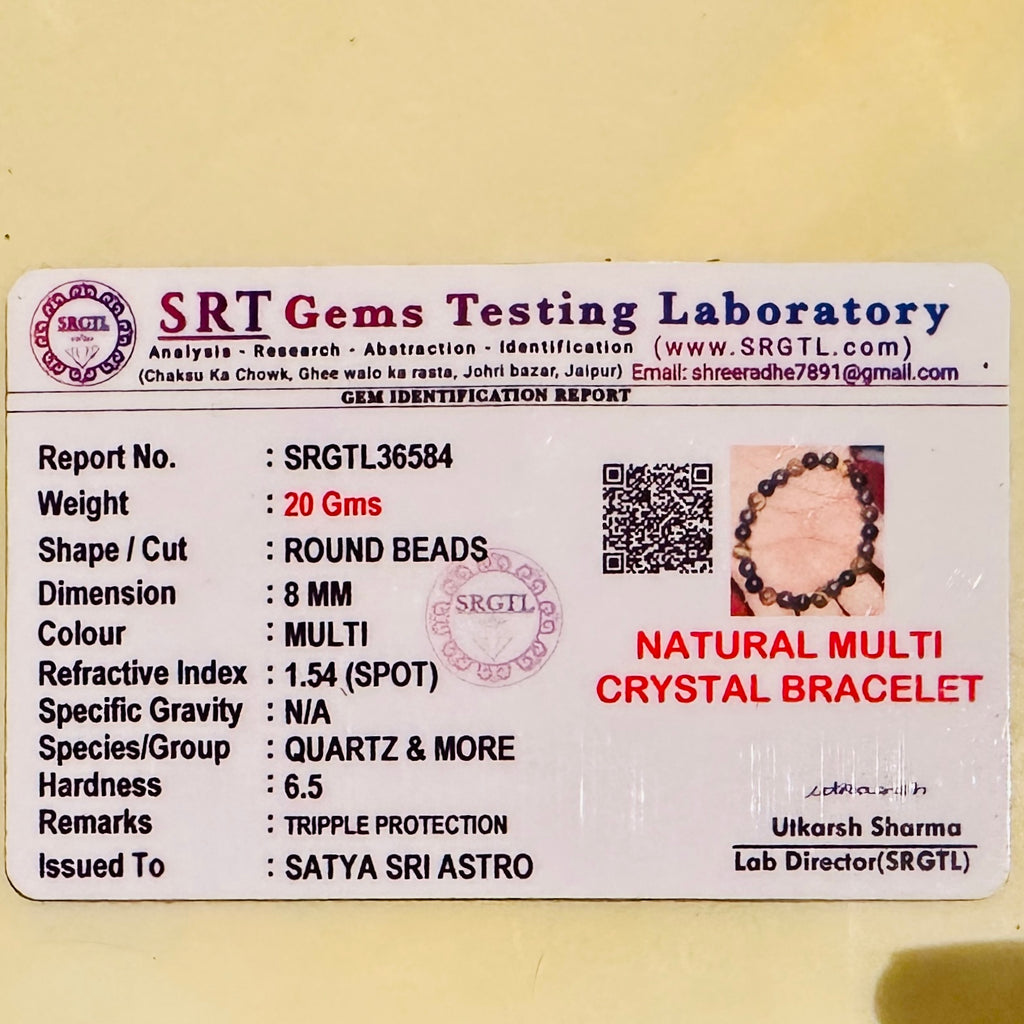 SRGTL
SRT Gems Testing Laboratory
Analysis - Research - Abstraction - Identification (www.SRGTL.com)
(Chaksu Ka Chowk, Ghee walo ka rasta, Johri bazar, Jaipur) Email: shreeradhe7891@gmail.com
GEM IDENTIFICATION REPORT
Report No. : SRGTL36584
Weight : 20 Gms
Shape / Cut : ROUND BEADS
Dimension : 8 MM
Colour : MULTI
Refractive Index : 1.54 (SPOT)
Specific Gravity : N/A
Species/Group : QUARTZ & MORE
Hardness : 6.5
Remarks : TRIPPLE PROTECTION
Issued To : SATYA SRI ASTRO
SRGTL
NATURAL MULTI
CRYSTAL BRACELET
Utkarsh Sharma
Lab Director(SRGTL)